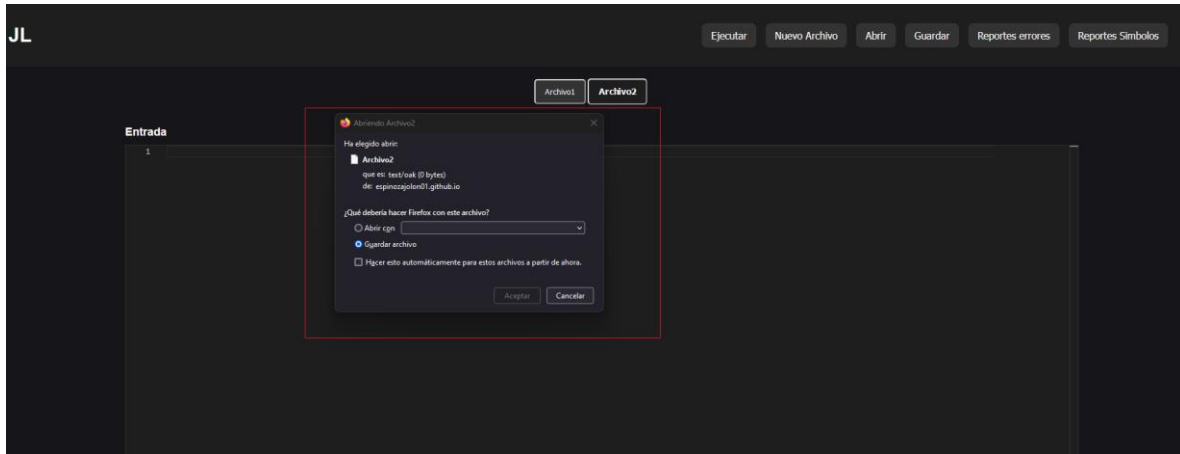 JL
Ejecutar Nuevo Archivo Abrir Guardar Reportes errores Reportes Simbolos
Archivo1 Archivo2
Entrada
1
Abriendo Archivo2
Ha elegido abrir:
Archivo2
que es: text/oak (0 bytes)
de: espinozajolon01.github.io
¿Qué debería hacer Firefox con este archivo?
Abrir con
Guardar archivo
Hacer esto automáticamente para estos archivos a partir de ahora.
Aceptar Cancelar